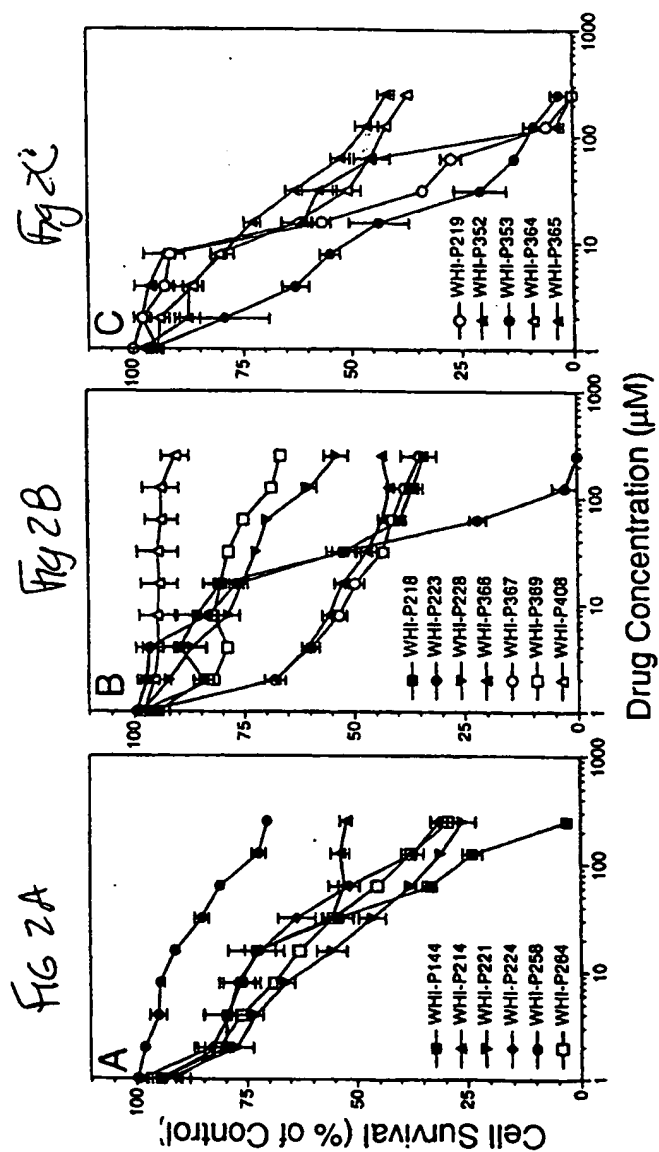 FIG 2A
Fig 2B
Fig 2C
Cell Survival (% of Control)
A
100
75
50
25
0
1
10
100
1000
WHI-P144
WHI-P214
WHI-P221
WHI-P224
WHI-P258
WHI-P264
B
100
75
50
25
0
1
10
100
1000
WHI-P218
WHI-P223
WHI-P228
WHI-P366
WHI-P367
WHI-P389
WHI-P408
C
100
75
50
25
0
1
10
100
1000
WHI-P219
WHI-P352
WHI-P353
WHI-P364
WHI-P365
Drug Concentration (μM)